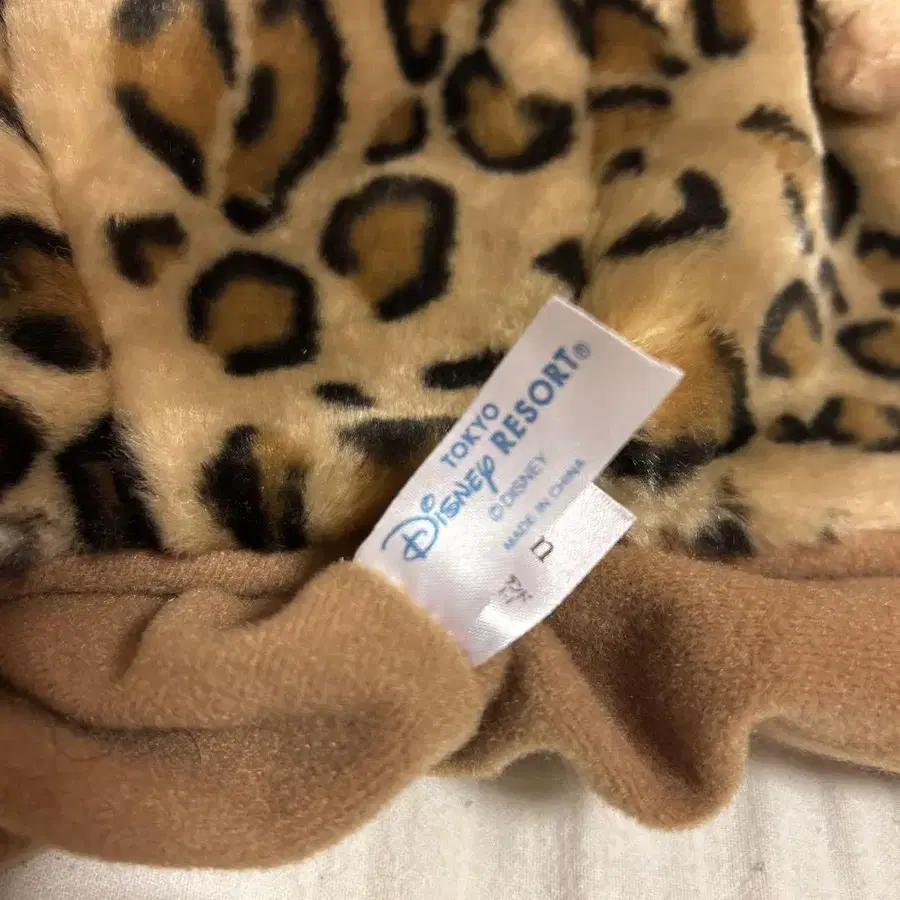 TOKYO
DISNEY RESORT®
©DISNEY
MADE IN CHINA
n